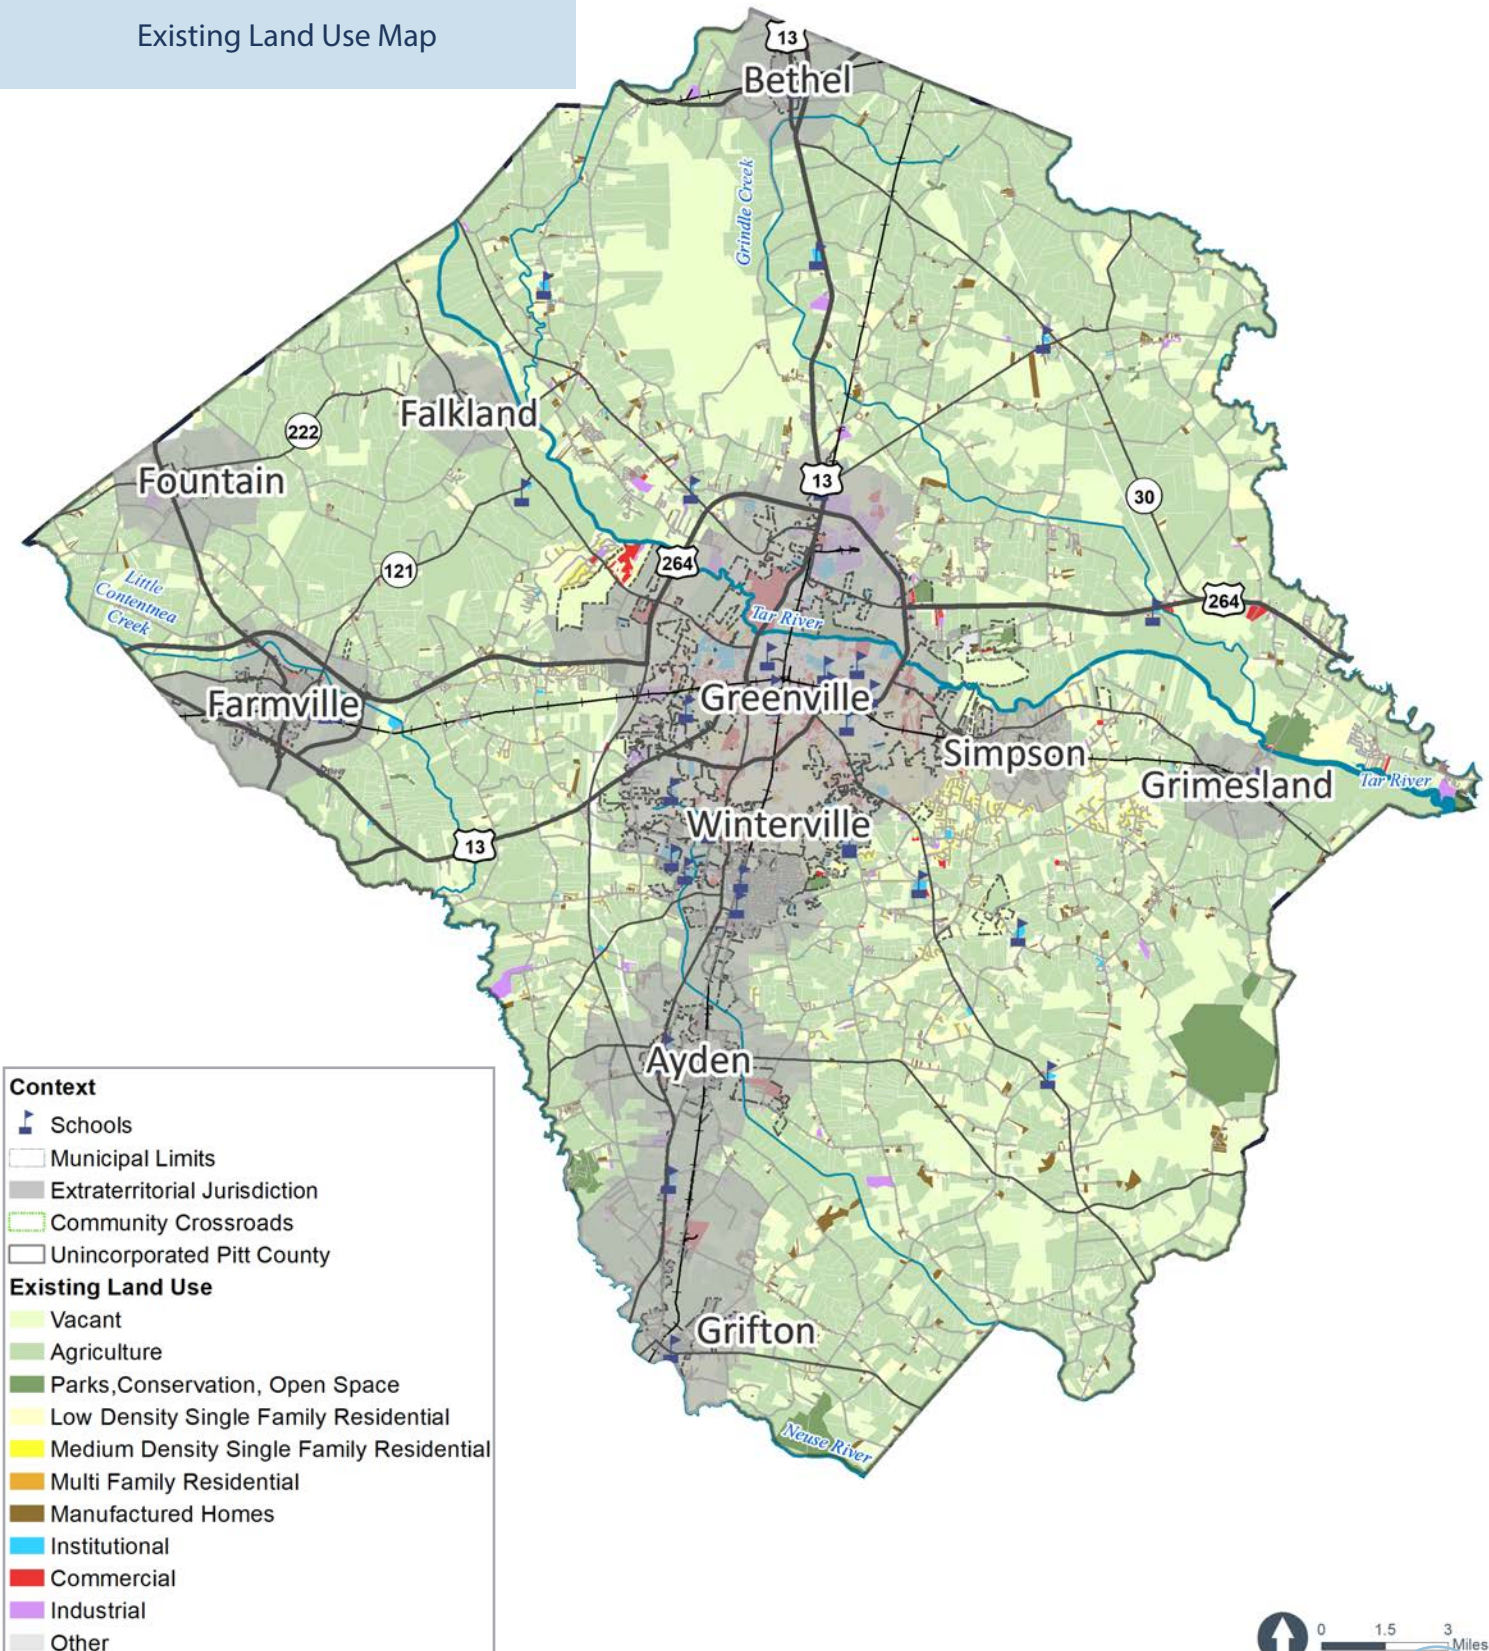 Existing Land Use Map
13
Bethel
Grindle Creek
Falkland
222
Fountain
13
30
121
264
264
Little
Contentnea
Creek
Tar River
Farmville
Greenville
Simpson
Grimesland
Tar River
Winterville
13
Ayden
Grifton
Neuse River
Context
Schools
Municipal Limits
Extraterritorial Jurisdiction
Community Crossroads
Unincorporated Pitt County
Existing Land Use
Vacant
Agriculture
Parks,Conservation, Open Space
Low Density Single Family Residential
Medium Density Single Family Residential
Multi Family Residential
Manufactured Homes
Institutional
Commercial
Industrial
Other
0 1.5 3
Miles